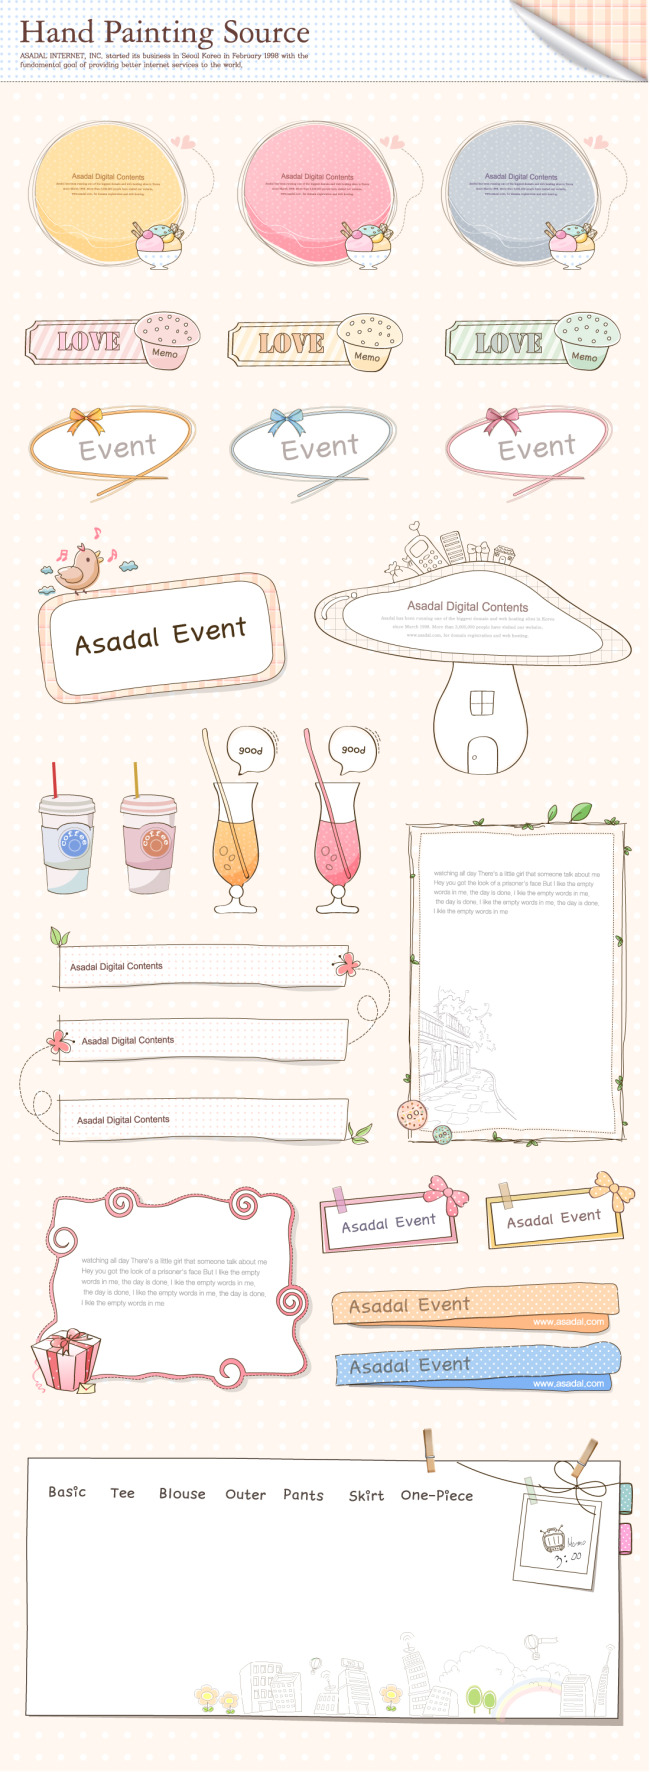 Hand Painting Source
ASADAL INTERNET, INC. started its business in Seoul Korea in February 1998 with the
fundamental goal of providing better internet services to the world.
Asadal Digital Contents
Asadal Digital Contents
Asadal Digital Contents
LOVE
Memo
LOVE
Memo
LOVE
Memo
Event
Event
Event
Asadal Event
Asadal Digital Contents
Asadal has been running one of the biggest domain and web hosting sites in Korea
since March 1998. More than 3,000,000 people have visited our website.
www.asadal.com, for domain registration and web hosting.
good
good
coffee
coffee
watching all day There's a little girl that someone talk about me
Hey you got the look of a prisoner's face But I like the empty
words in me, the day is done, I like the empty words in me,
the day is done, I like the empty words in me, the day is done,
I like the empty words in me
Asadal Digital Contents
Asadal Digital Contents
Asadal Digital Contents
watching all day There's a little girl that someone talk about me
Hey you got the look of a prisoner's face But I like the empty
words in me, the day is done, I like the empty words in me,
the day is done, I like the empty words in me, the day is done,
I like the empty words in me
Asadal Event
Asadal Event
Asadal Event
www.asadal.com
Asadal Event
www.asadal.com
Basic Tee Blouse Outer Pants Skirt One-Piece
Memo
3:00